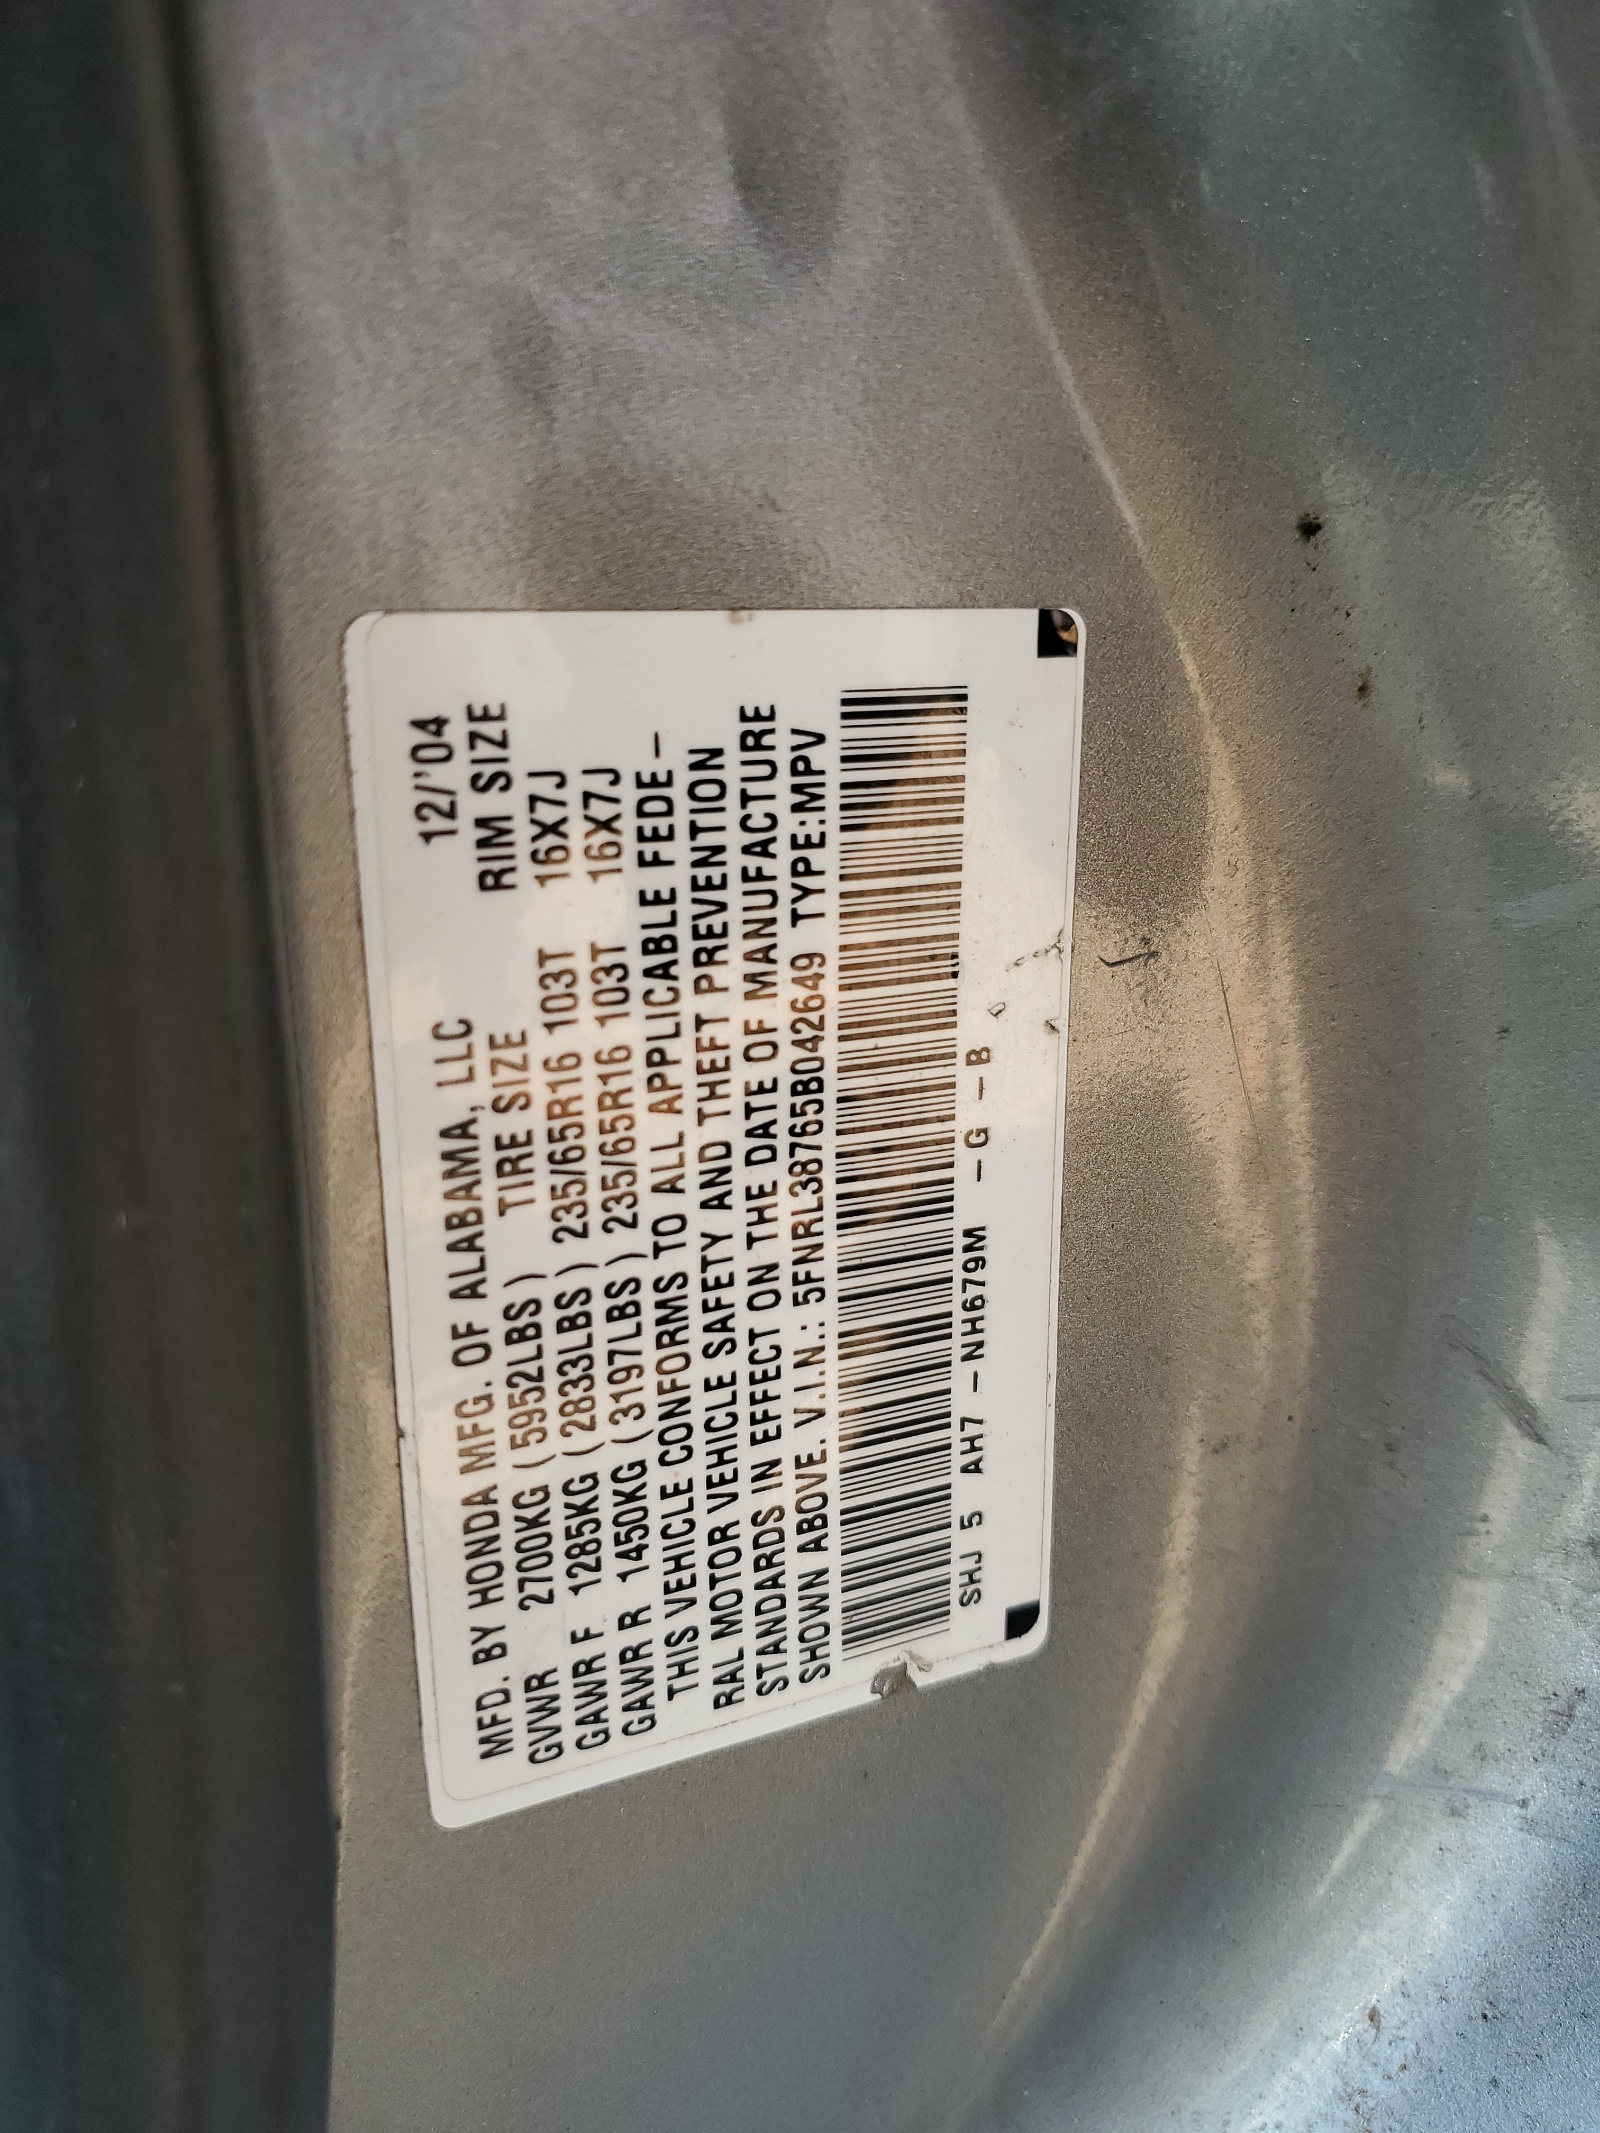 MFD. BY HONDA MFG. OF ALABAMA, LLC 12/'04
GVWR 2700KG (5952LBS) TIRE SIZE RIM SIZE
GAWR F 1285KG (2833LBS) 235/65R16 103T 16X7J
GAWR R 1450KG (3197LBS) 235/65R16 103T 16X7J
THIS VEHICLE CONFORMS TO ALL APPLICABLE FEDE-
RAL MOTOR VEHICLE SAFETY AND THEFT PREVENTION
STANDARDS IN EFFECT ON THE DATE OF MANUFACTURE
SHOWN ABOVE. V.I.N.: 5FNRL38765B042649 TYPE:MPV
SHJ 5 AH7 - NH679M - G - B